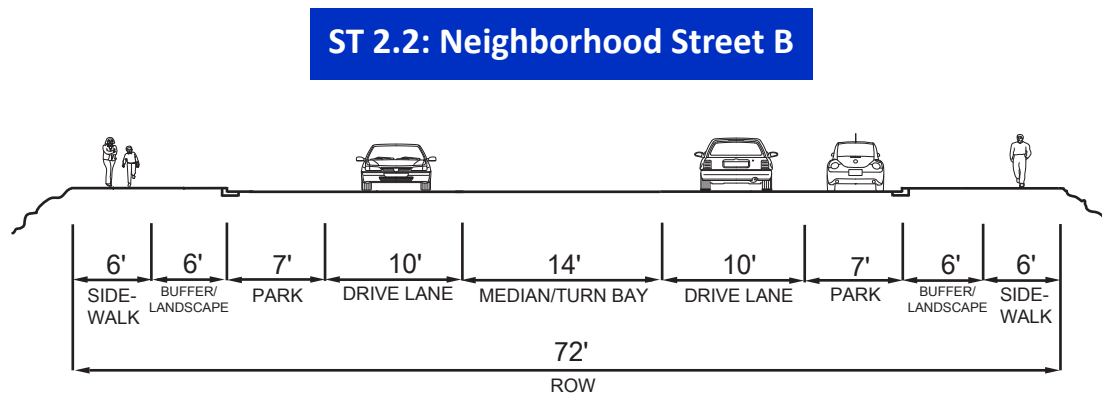 ST 2.2: Neighborhood Street B
6' 6' 7' 10' 14' 10' 7' 6' 6'
SIDE- BUFFER/ PARK DRIVE LANE MEDIAN/TURN BAY DRIVE LANE PARK BUFFER/ SIDE-
WALK LANDSCAPE LANDSCAPE WALK
72'
ROW